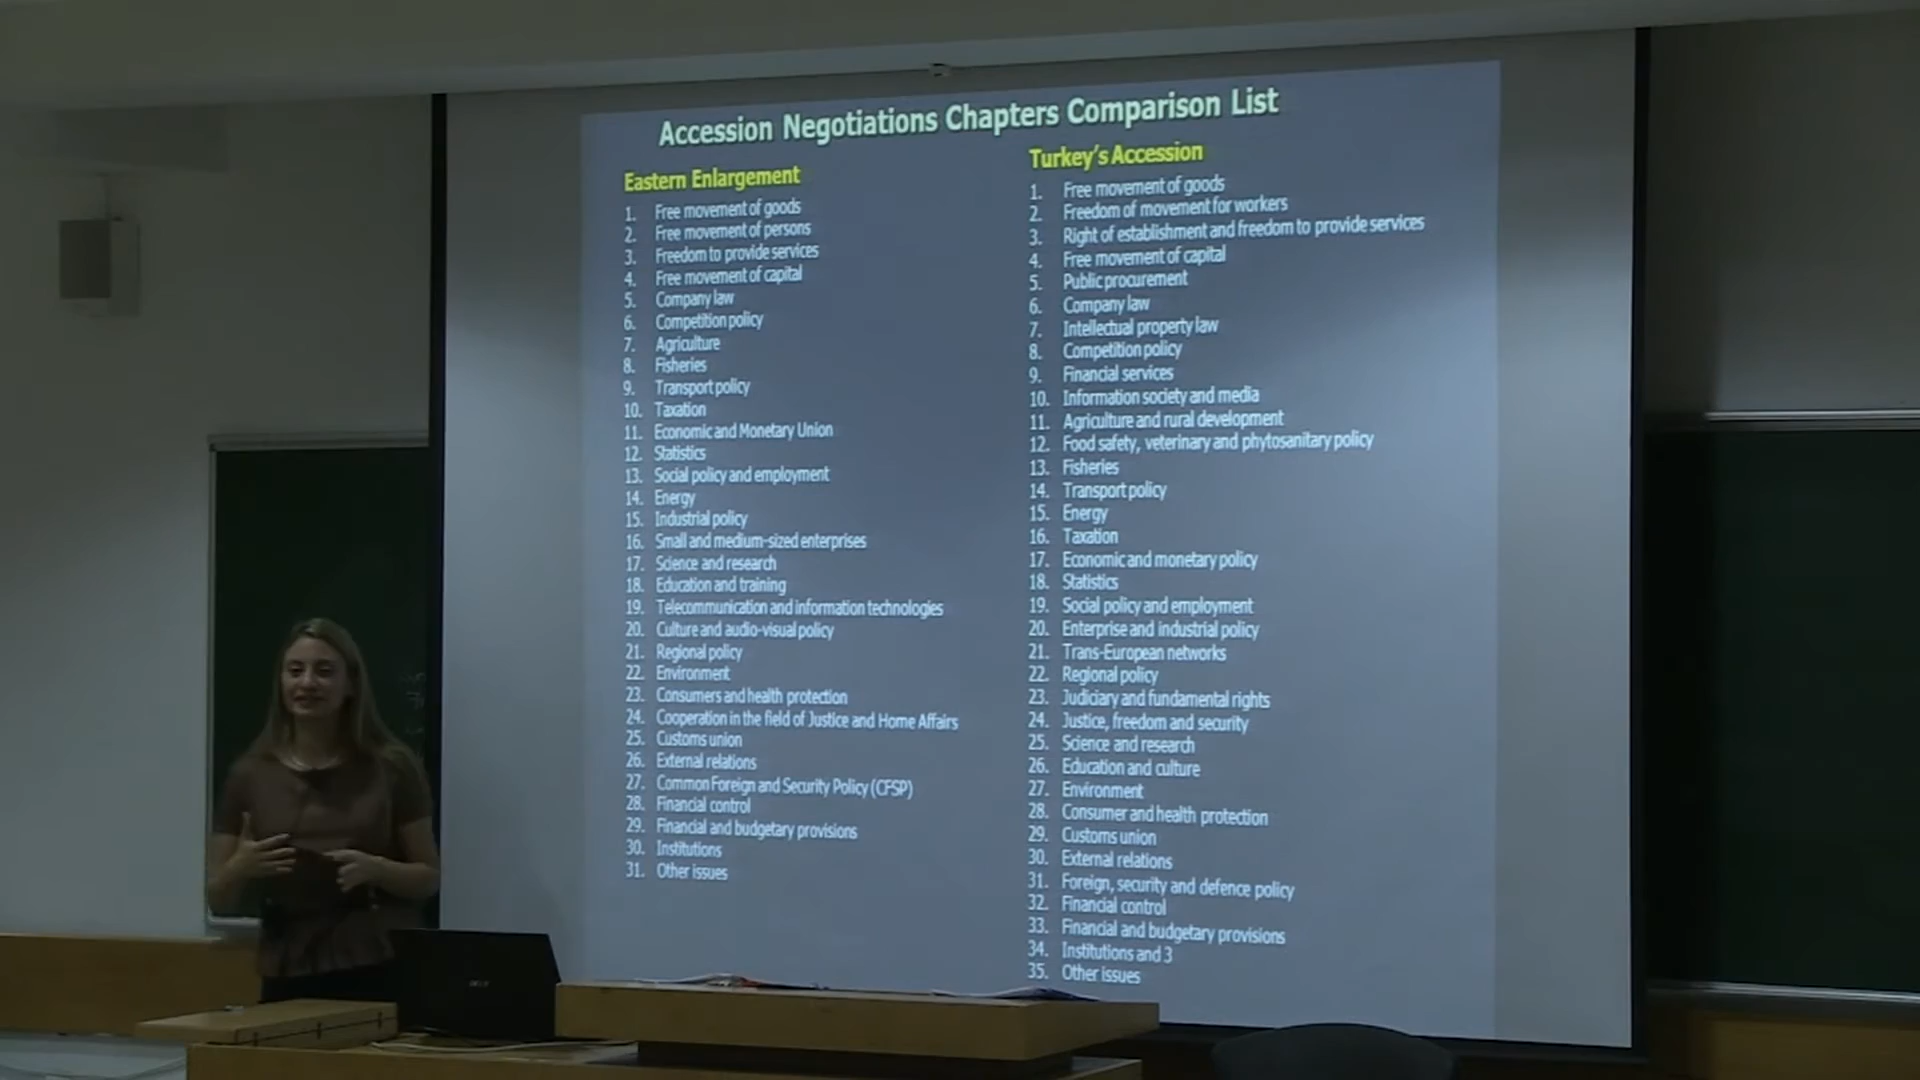 Accession Negotiations Chapters Comparison List
Eastern Enlargement
1. Free movement of goods
2. Free movement of persons
3. Freedom to provide services
4. Free movement of capital
5. Company law
6. Competition policy
7. Agriculture
8. Fisheries
9. Transport policy
10. Taxation
11. Economic and Monetary Union
12. Statistics
13. Social policy and employment
14. Energy
15. Industrial policy
16. Small and medium-sized enterprises
17. Science and research
18. Education and training
19. Telecommunication and information technologies
20. Culture and audio-visual policy
21. Regional policy
22. Environment
23. Consumers and health protection
24. Cooperation in the field of Justice and Home Affairs
25. Customs union
26. External relations
27. Common Foreign and Security Policy (CFSP)
28. Financial control
29. Financial and budgetary provisions
30. Institutions
31. Other issues
Turkey's Accession
1. Free movement of goods
2. Freedom of movement for workers
3. Right of establishment and freedom to provide services
4. Free movement of capital
5. Public procurement
6. Company law
7. Intellectual property law
8. Competition policy
9. Financial services
10. Information society and media
11. Agriculture and rural development
12. Food safety, veterinary and phytosanitary policy
13. Fisheries
14. Transport policy
15. Energy
16. Taxation
17. Economic and monetary policy
18. Statistics
19. Social policy and employment
20. Enterprise and industrial policy
21. Trans-European networks
22. Regional policy
23. Judiciary and fundamental rights
24. Justice, freedom and security
25. Science and research
26. Education and culture
27. Environment
28. Consumer and health protection
29. Customs union
30. External relations
31. Foreign, security and defence policy
32. Financial control
33. Financial and budgetary provisions
34. Institutions and 3
35. Other issues
acer